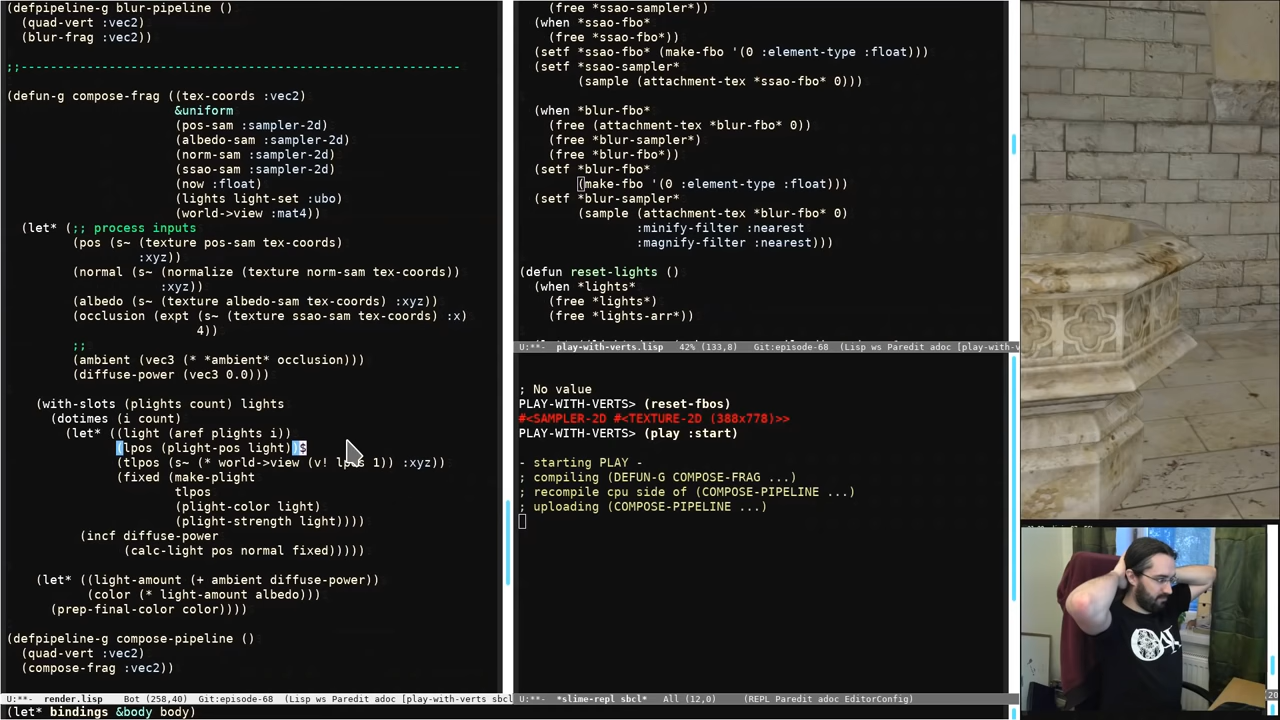 (defpipeline-g blur-pipeline ()
  (quad-vert :vec2)
  (blur-frag :vec2))
;;------------------------------------------------------------
(defun-g compose-frag ((tex-coords :vec2)
                       &uniform
                       (pos-sam :sampler-2d)
                       (albedo-sam :sampler-2d)
                       (norm-sam :sampler-2d)
                       (ssao-sam :sampler-2d)
                       (now :float)
                       (lights light-set :ubo)
                       (world->view :mat4))
  (let* (;; process inputs
         (pos (s~ (texture pos-sam tex-coords)
                  :xyz))
         (normal (s~ (normalize (texture norm-sam tex-coords))
                     :xyz))
         (albedo (s~ (texture albedo-sam tex-coords) :xyz))
         (occlusion (expt (s~ (texture ssao-sam tex-coords) :x)
                          4))
         ;;
         (ambient (vec3 (* *ambient* occlusion)))
         (diffuse-power (vec3 0.0)))
    (with-slots (plights count) lights
      (dotimes (i count)
        (let* ((light (aref plights i))
               (lpos (plight-pos light))$
               (tlpos (s~ (* world->view (v! lpos 1)) :xyz))
               (fixed (make-plight
                       tlpos
                       (plight-color light)
                       (plight-strength light))))
          (incf diffuse-power
                (calc-light pos normal fixed)))))
    (let* ((light-amount (+ ambient diffuse-power))
           (color (* light-amount albedo)))
      (prep-final-color color))))
(defpipeline-g compose-pipeline ()
  (quad-vert :vec2)
  (compose-frag :vec2))
U:**-  render.lisp    Bot (258,40)  Git:episode-68  (Lisp ws Paredit adoc [play-with-verts sbcl
(let* bindings &body body)
    (free *ssao-sampler*)
  (when *ssao-fbo*
    (free *ssao-fbo*))
  (setf *ssao-fbo* (make-fbo '(0 :element-type :float)))
  (setf *ssao-sampler*
        (sample (attachment-tex *ssao-fbo* 0)))
  (when *blur-fbo*
    (free (attachment-tex *blur-fbo* 0))
    (free *blur-sampler*)
    (free *blur-fbo*))
  (setf *blur-fbo*
        (make-fbo '(0 :element-type :float)))
  (setf *blur-sampler*
        (sample (attachment-tex *blur-fbo* 0)
                :minify-filter :nearest
                :magnify-filter :nearest)))
(defun reset-lights ()
  (when *lights*
    (free *lights*)
    (free *lights-arr*))
U:**-  play-with-verts.lisp   42% (133,8)   Git:episode-68  (Lisp ws Paredit adoc [play-with-v
; No value
PLAY-WITH-VERTS> (reset-fbos)
#<SAMPLER-2D #<TEXTURE-2D (388x778)>>
PLAY-WITH-VERTS> (play :start)
- starting PLAY -
; compiling (DEFUN-G COMPOSE-FRAG ...)
; recompile cpu side of (COMPOSE-PIPELINE ...)
; uploading (COMPOSE-PIPELINE ...)
U:**-  *slime-repl sbcl*   All (12,0)     (REPL Paredit adoc EditorConfig)
20